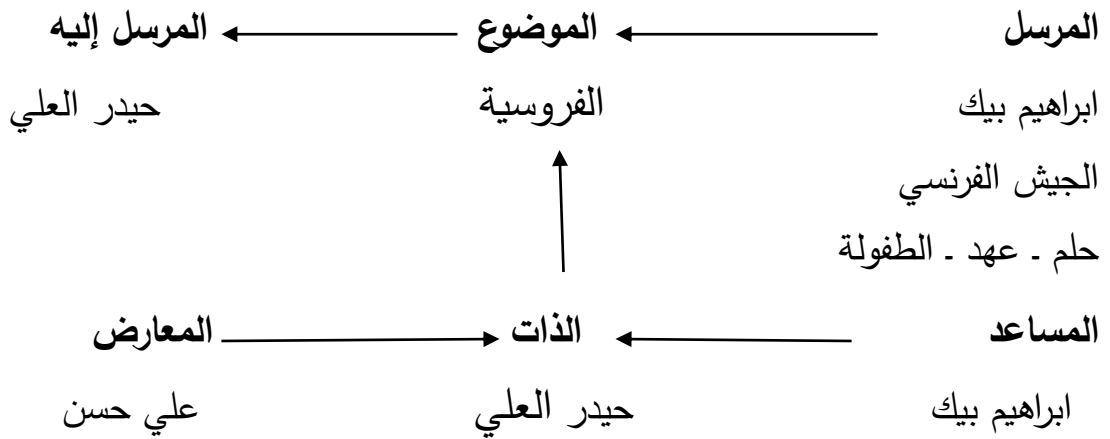 المرسل الموضوع المرسل إليه
ابراهيم بيك الفروسية حيدر العلي
الجيش الفرنسي
حلم ـ عهد ـ الطفولة
المساعد الذات المعارض
ابراهيم بيك حيدر العلي علي حسن